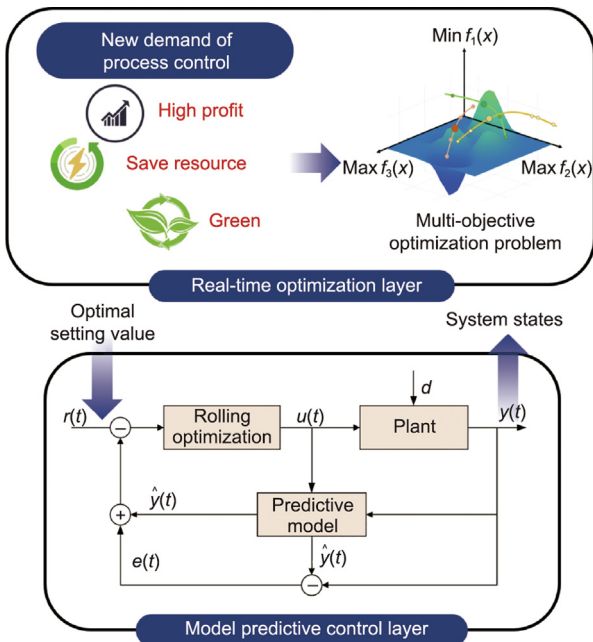 New demand of
process control
High profit
Save resource
Green
Min f₁(x)
Max f₃(x)
Max f₂(x)
Multi-objective
optimization problem
Real-time optimization layer
Optimal
setting value
System states
r(t)
−
Rolling
optimization
u(t)
d
Plant
y(t)
ŷ(t)
+
Predictive
model
ŷ(t)
e(t)
−
Model predictive control layer